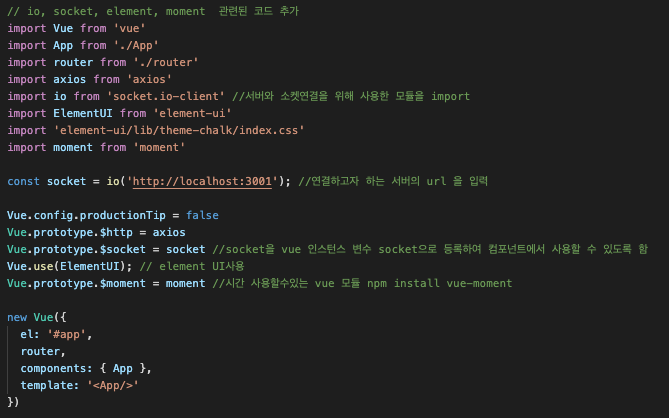 // io, socket, element, moment  관련된 코드 추가
import Vue from 'vue'
import App from './App'
import router from './router'
import axios from 'axios'
import io from 'socket.io-client' //서버와 소켓연결을 위해 사용한 모듈을 import
import ElementUI from 'element-ui'
import 'element-ui/lib/theme-chalk/index.css'
import moment from 'moment'

const socket = io('http://localhost:3001'); //연결하고자 하는 서버의 url 을 입력

Vue.config.productionTip = false
Vue.prototype.$http = axios
Vue.prototype.$socket = socket //socket을 vue 인스턴스 변수 socket으로 등록하여 컴포넌트에서 사용할 수 있도록 함
Vue.use(ElementUI); // element UI사용
Vue.prototype.$moment = moment //시간 사용할수있는 vue 모듈 npm install vue-moment

new Vue({
  el: '#app',
  router,
  components: { App },
  template: '<App/>'
})